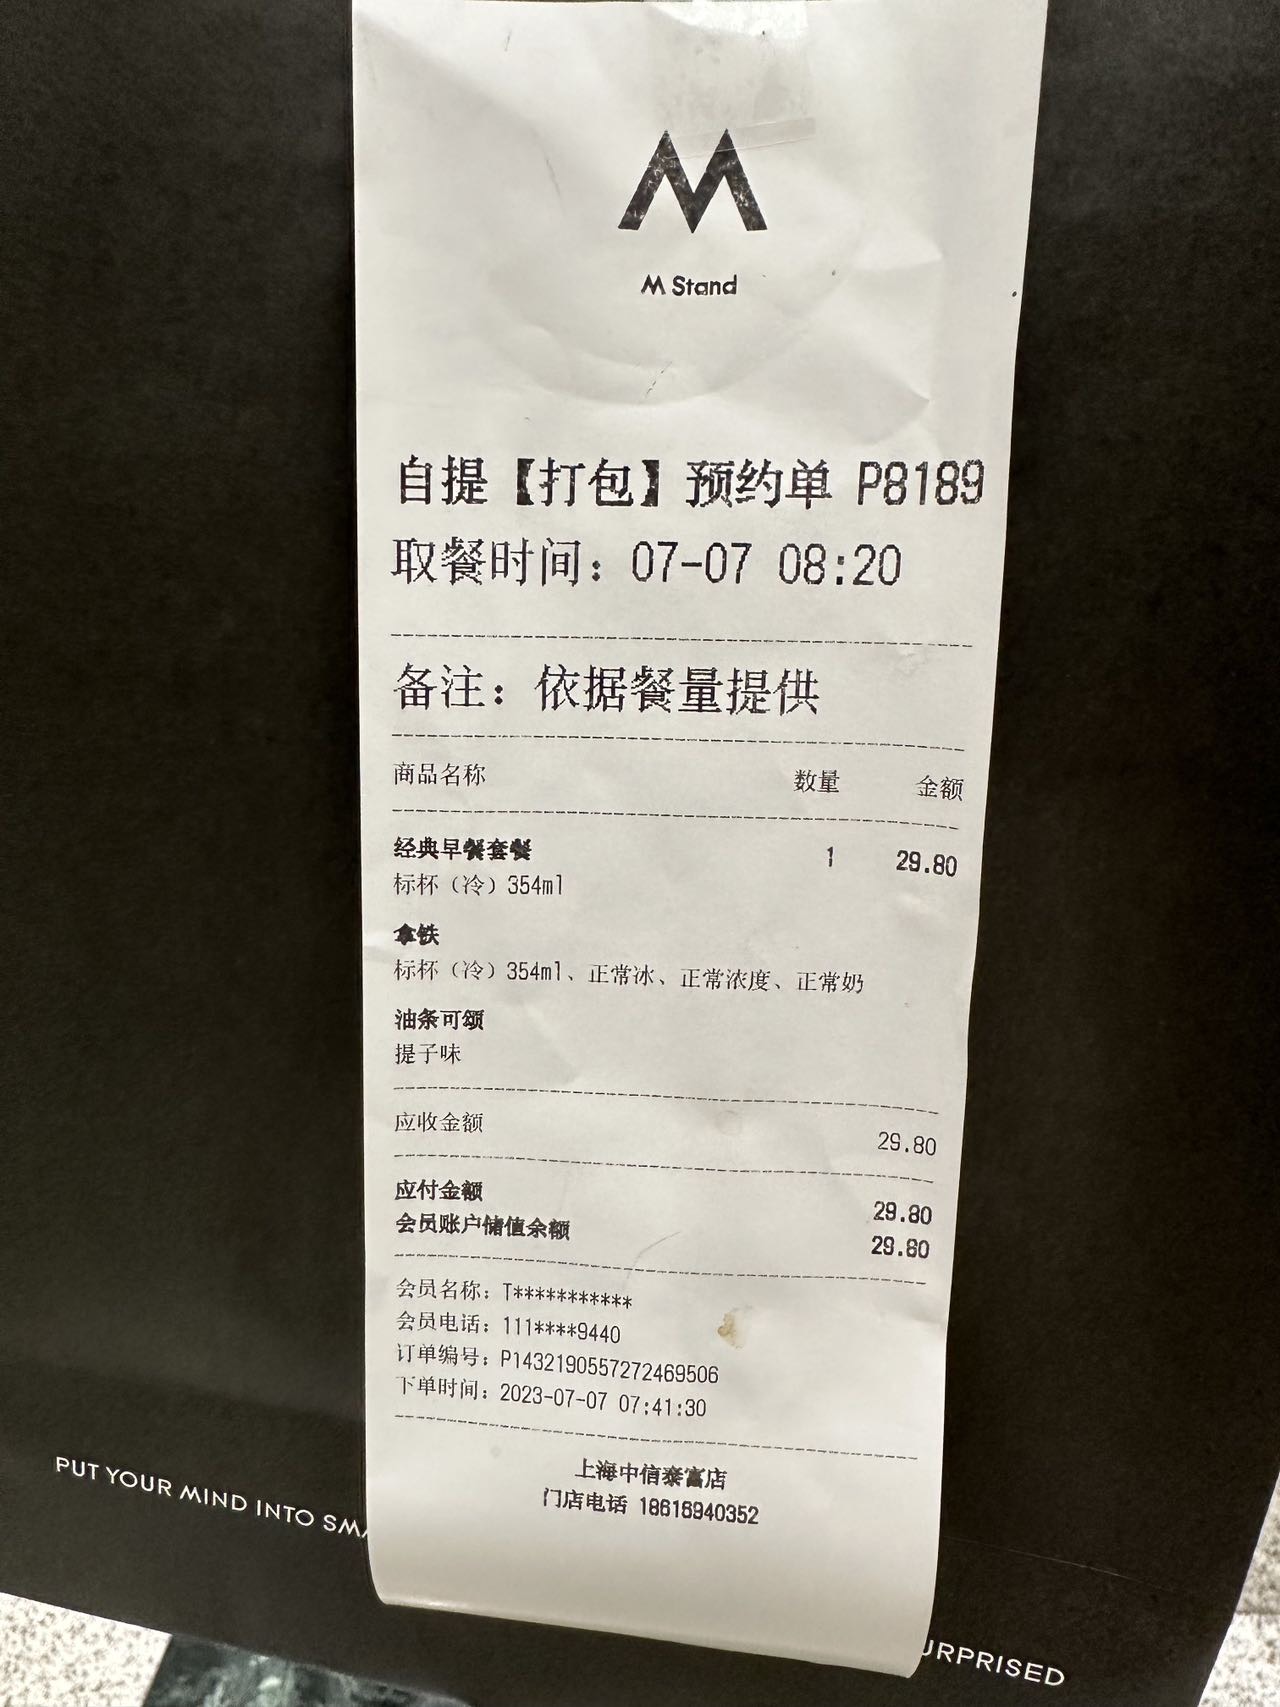 M
M Stand
自提【打包】预约单 P8189
取餐时间：07-07 08:20
备注：依据餐量提供
商品名称 数量 金额
经典早餐套餐 1 29.80
标杯（冷）354ml
拿铁
标杯（冷）354ml、正常冰、正常浓度、正常奶
油条可颂
提子味
应收金额 29.80
应付金额 29.80
会员账户储值余额 29.80
会员名称：T***********
会员电话：111****9440
订单编号：P1432190557272469506
下单时间：2023-07-07 07:41:30
上海中信泰富店
门店电话 18616940352
PUT YOUR MIND INTO